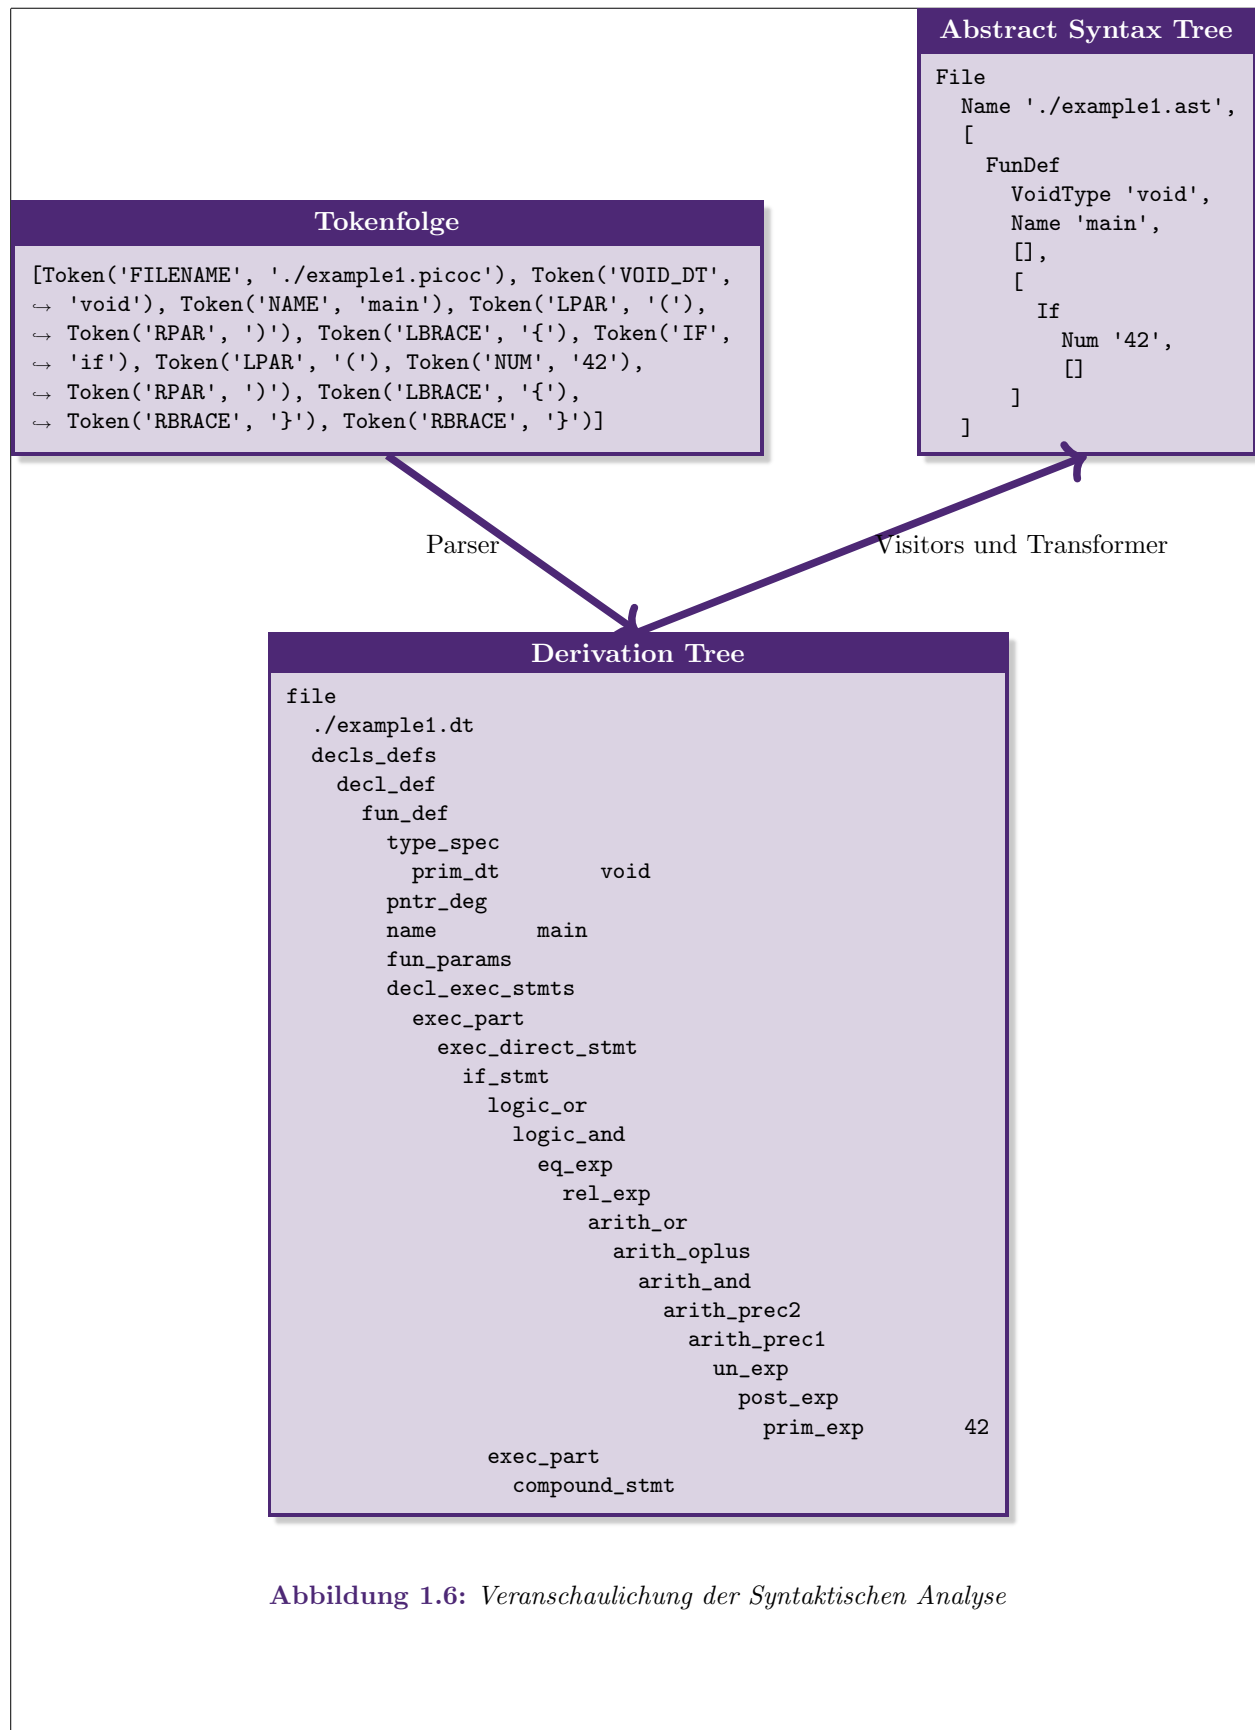 Abstract Syntax Tree
File
  Name './example1.ast',
  [
    FunDef
      VoidType 'void',
      Name 'main',
      [],
      [
        If
          Num '42',
          []
      ]
  ]
Tokenfolge
[Token('FILENAME', './example1.picoc'), Token('VOID_DT',
↪ 'void'), Token('NAME', 'main'), Token('LPAR', '('),
↪ Token('RPAR', ')'), Token('LBRACE', '{'), Token('IF',
↪ 'if'), Token('LPAR', '('), Token('NUM', '42'),
↪ Token('RPAR', ')'), Token('LBRACE', '{'),
↪ Token('RBRACE', '}'), Token('RBRACE', '}')]
Parser
Visitors und Transformer
Derivation Tree
file
  ./example1.dt
  decls_defs
    decl_def
      fun_def
        type_spec
          prim_dt        void
        pntr_deg
        name        main
        fun_params
        decl_exec_stmts
          exec_part
            exec_direct_stmt
              if_stmt
                logic_or
                  logic_and
                    eq_exp
                      rel_exp
                        arith_or
                          arith_oplus
                            arith_and
                              arith_prec2
                                arith_prec1
                                  un_exp
                                    post_exp
                                      prim_exp        42
                exec_part
                  compound_stmt
Abbildung 1.6: Veranschaulichung der Syntaktischen Analyse